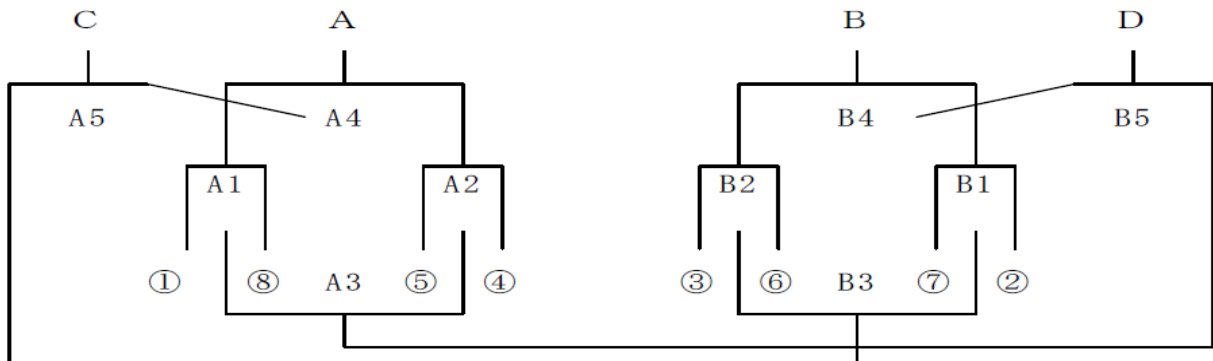 C A B D
A5 A4 B4 B5
A1 A2 B2 B1
① ⑧ A3 ⑤ ④ ③ ⑥ B3 ⑦ ②